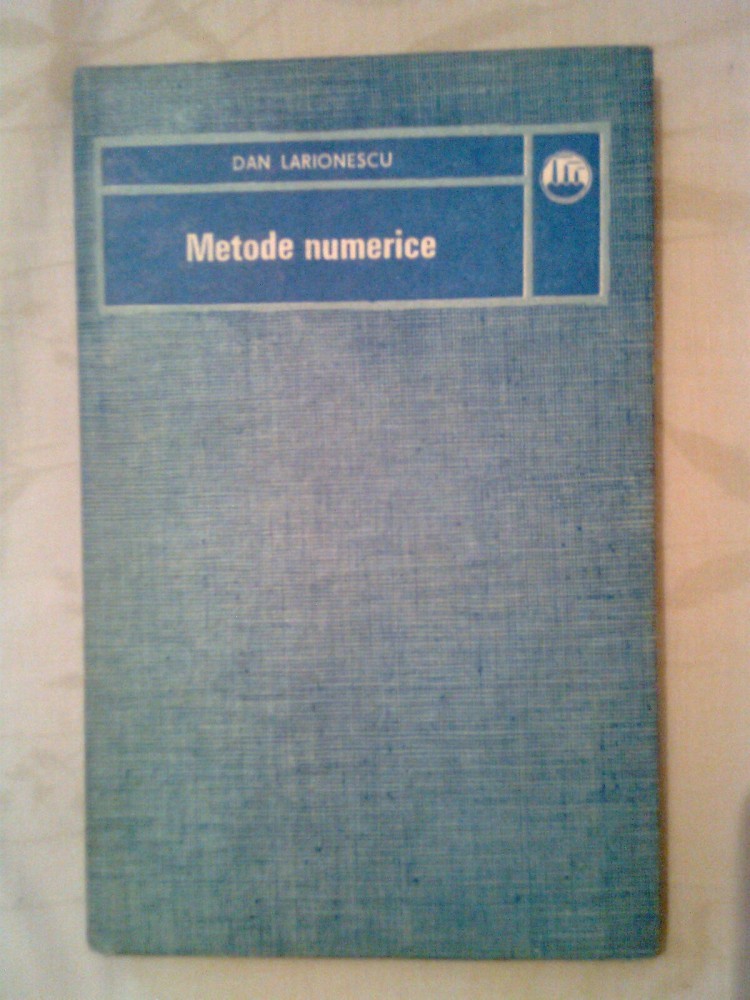 DAN LARIONESCU
Metode numerice